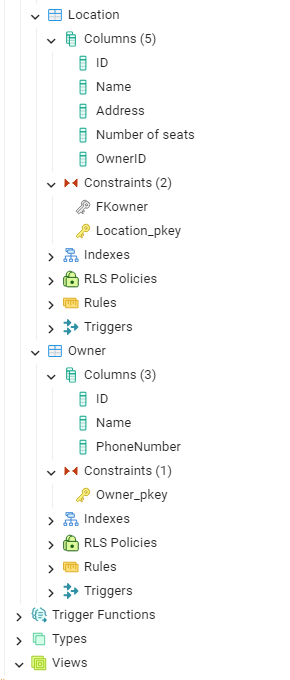 Location
Columns (5)
ID
Name
Address
Number of seats
OwnerID
Constraints (2)
FKowner
Location_pkey
Indexes
RLS Policies
Rules
Triggers
Owner
Columns (3)
ID
Name
PhoneNumber
Constraints (1)
Owner_pkey
Indexes
RLS Policies
Rules
Triggers
Trigger Functions
Types
Views